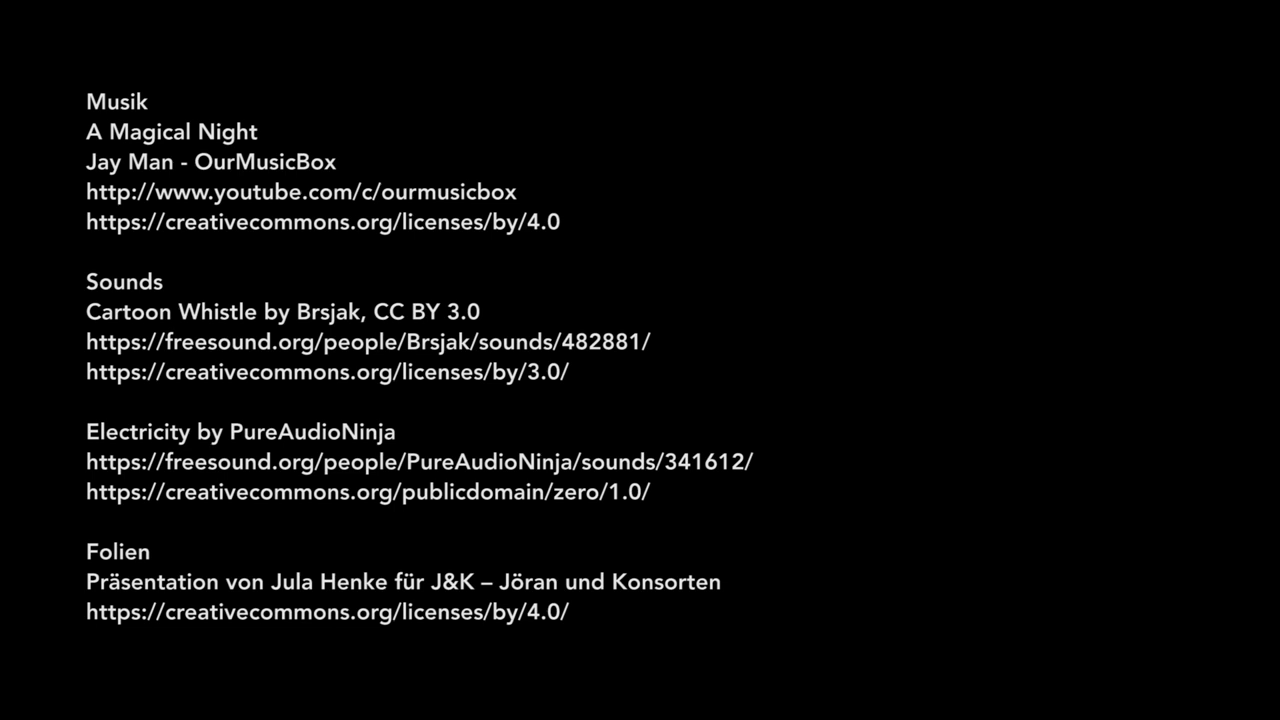 Musik
A Magical Night
Jay Man - OurMusicBox
http://www.youtube.com/c/ourmusicbox
https://creativecommons.org/licenses/by/4.0
Sounds
Cartoon Whistle by Brsjak, CC BY 3.0
https://freesound.org/people/Brsjak/sounds/482881/
https://creativecommons.org/licenses/by/3.0/
Electricity by PureAudioNinja
https://freesound.org/people/PureAudioNinja/sounds/341612/
https://creativecommons.org/publicdomain/zero/1.0/
Folien
Präsentation von Jula Henke für J&K – Jöran und Konsorten
https://creativecommons.org/licenses/by/4.0/